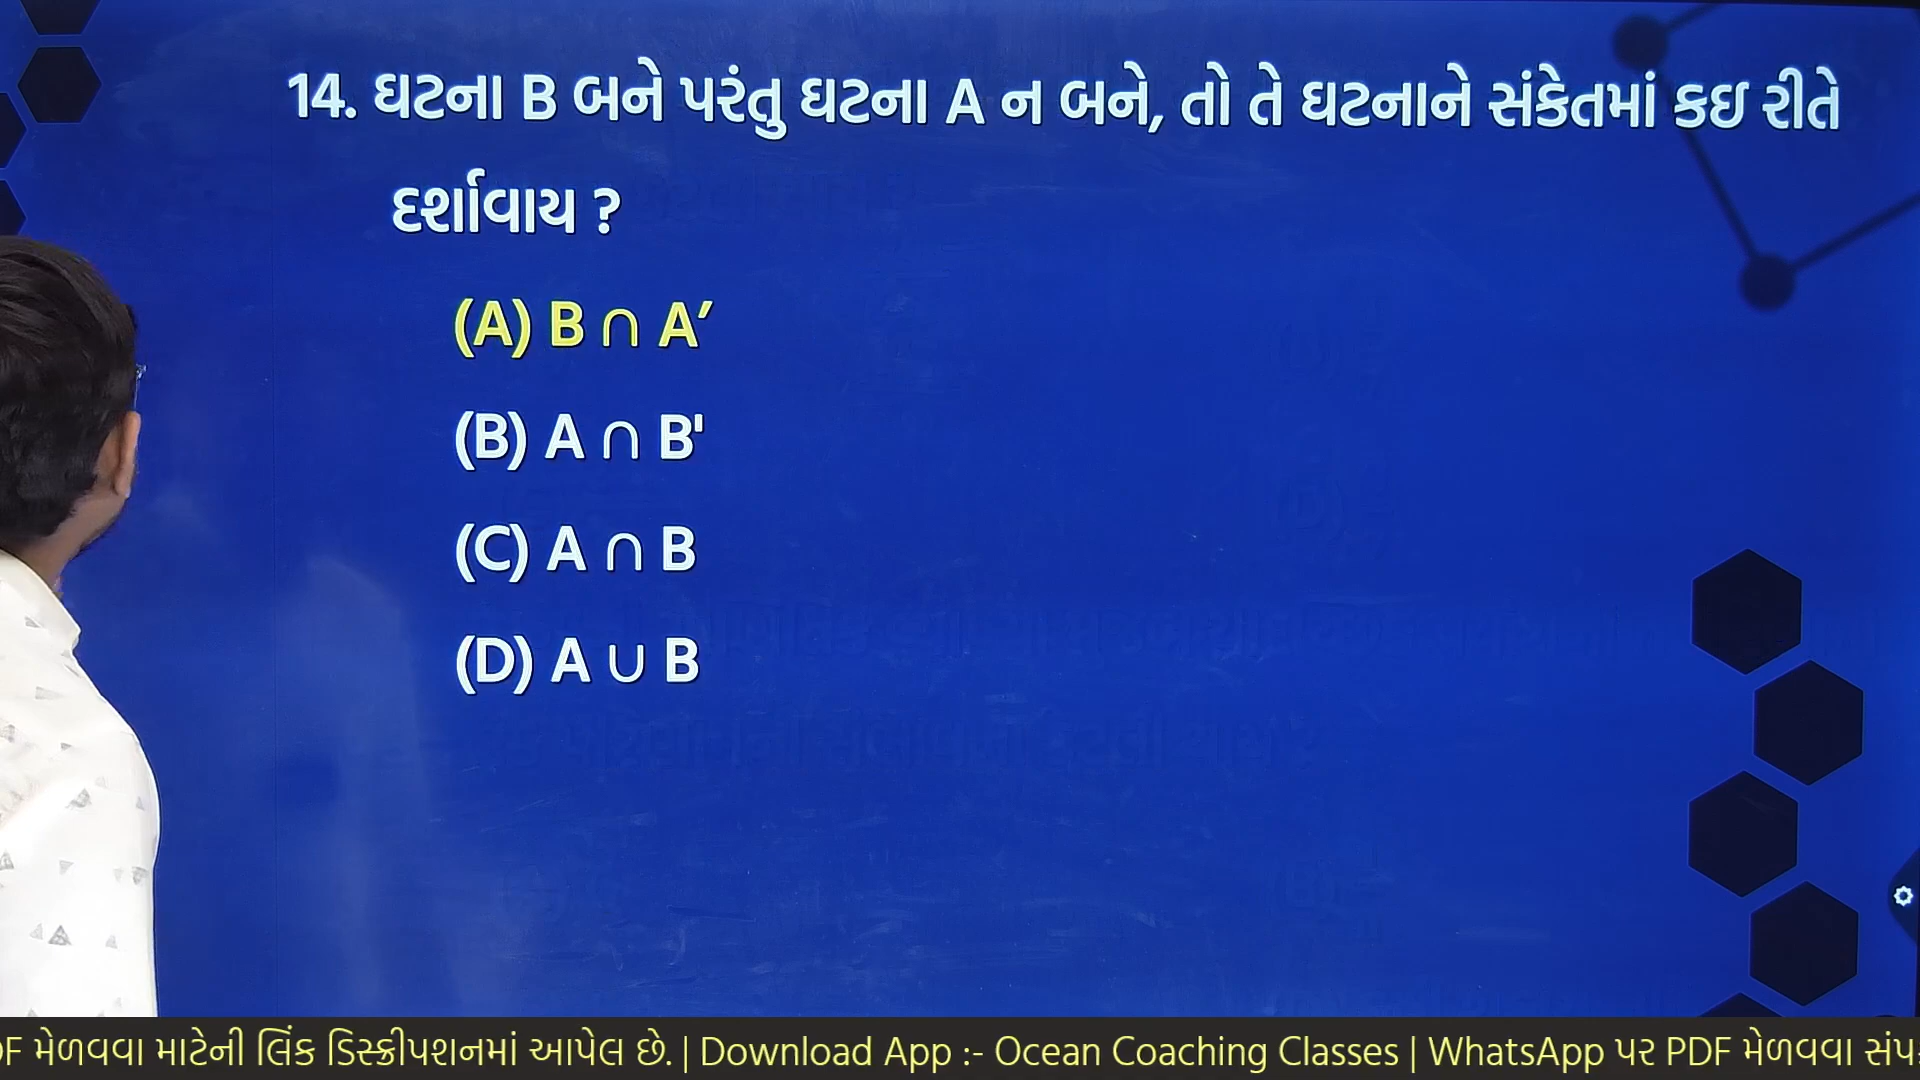 14. ઘટના B બને પરંતુ ઘટના A ન બને, તો તે ઘટનાને સંકેતમાં કઇ રીતે
દર્શાવાય ?
(A) B ∩ A′
(B) A ∩ B'
(C) A ∩ B
(D) A ∪ B
મેળવવા માટેની લિંક ડિસ્ક્રીપશનમાં આપેલ છે. | Download App :- Ocean Coaching Classes | WhatsApp પર PDF મેળવવા